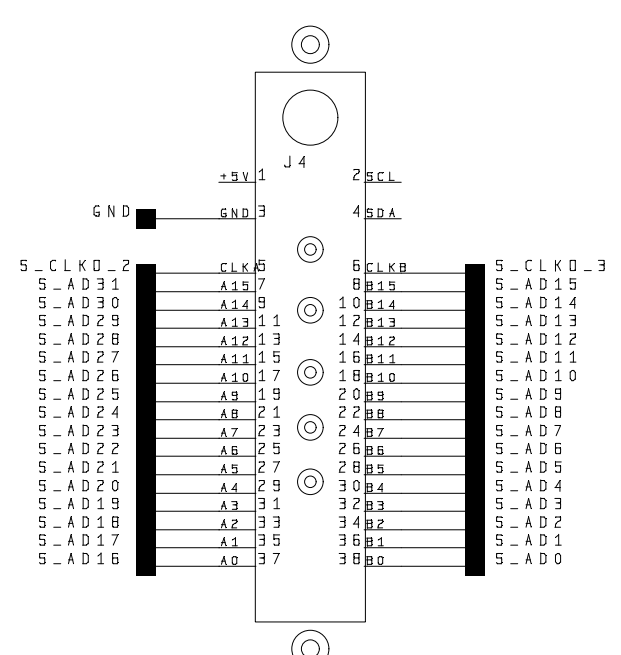 J4
+5V 1 2 SCL
GND GND 3 4 SDA
S_CLKO_2 CLKA 5 6 CLKB S_CLKO_3
S_AD31 A15 7 8 B15 S_AD15
S_AD30 A14 9 10 B14 S_AD14
S_AD29 A13 11 12 B13 S_AD13
S_AD28 A12 13 14 B12 S_AD12
S_AD27 A11 15 16 B11 S_AD11
S_AD26 A10 17 18 B10 S_AD10
S_AD25 A9 19 20 B9 S_AD9
S_AD24 A8 21 22 B8 S_AD8
S_AD23 A7 23 24 B7 S_AD7
S_AD22 A6 25 26 B6 S_AD6
S_AD21 A5 27 28 B5 S_AD5
S_AD20 A4 29 30 B4 S_AD4
S_AD19 A3 31 32 B3 S_AD3
S_AD18 A2 33 34 B2 S_AD2
S_AD17 A1 35 36 B1 S_AD1
S_AD16 A0 37 38 B0 S_AD0